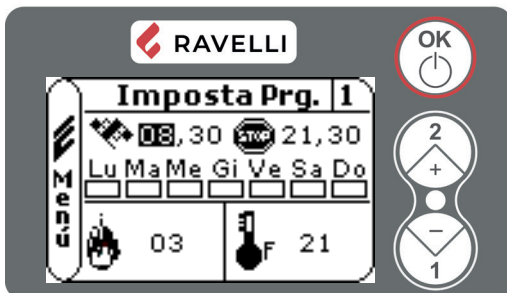 RAVELLI
OK
Imposta Prg. 1
08,30 STOP 21,30
Lu Ma Me Gi Ve Sa Do
Menú
03
F 21
2
+
−
1